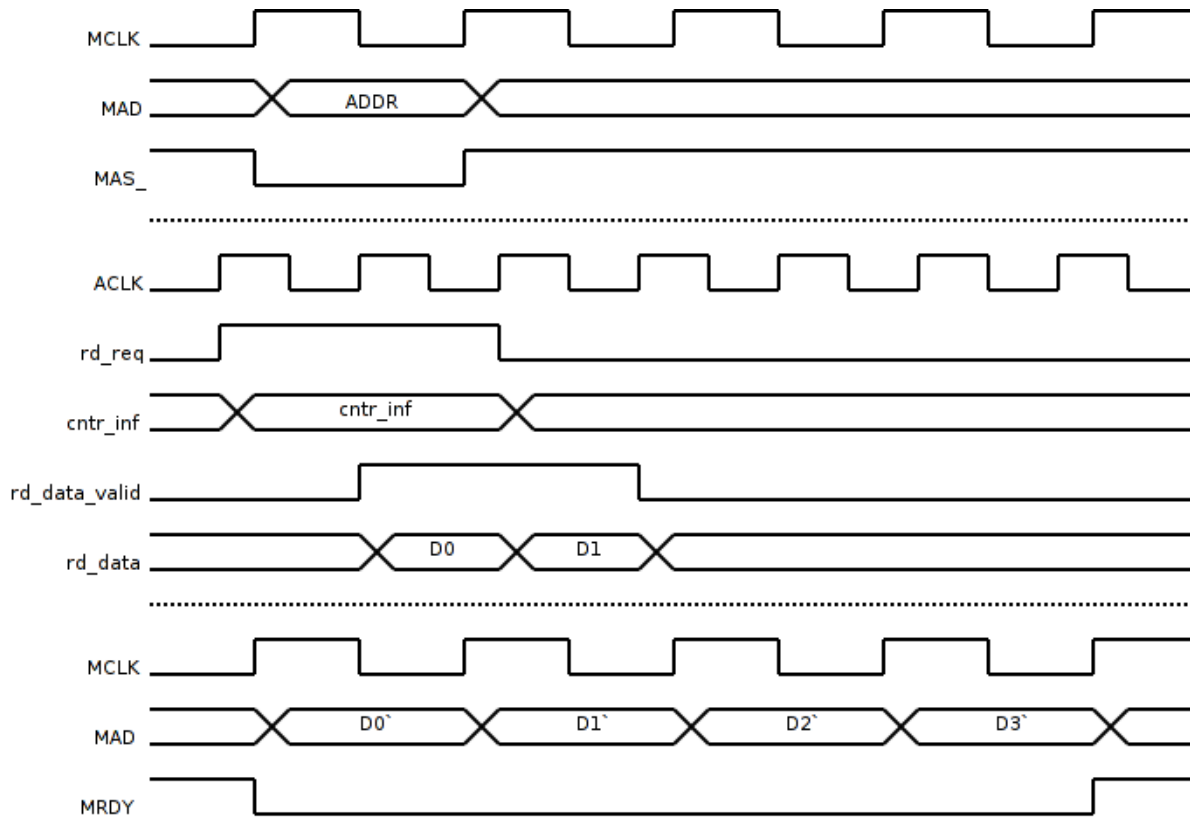 MCLK
MAD ADDR
MAS_
ACLK
rd_req
cntr_inf cntr_inf
rd_data_valid
rd_data D0 D1
MCLK
MAD D0` D1` D2` D3`
MRDY